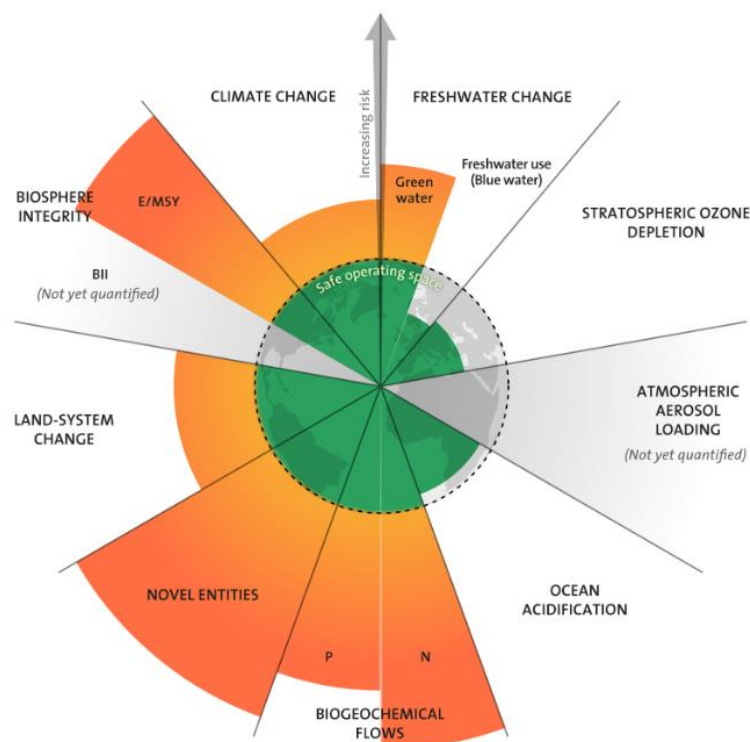 CLIMATE CHANGE
Increasing risk
FRESHWATER CHANGE
Green
water
Freshwater use
(Blue water)
STRATOSPHERIC OZONE
DEPLETION
BIOSPHERE
INTEGRITY
E/MSY
BII
(Not yet quantified)
Safe operating space
LAND-SYSTEM
CHANGE
ATMOSPHERIC
AEROSOL
LOADING
(Not yet quantified)
NOVEL ENTITIES
OCEAN
ACIDIFICATION
P
N
BIOGEOCHEMICAL
FLOWS